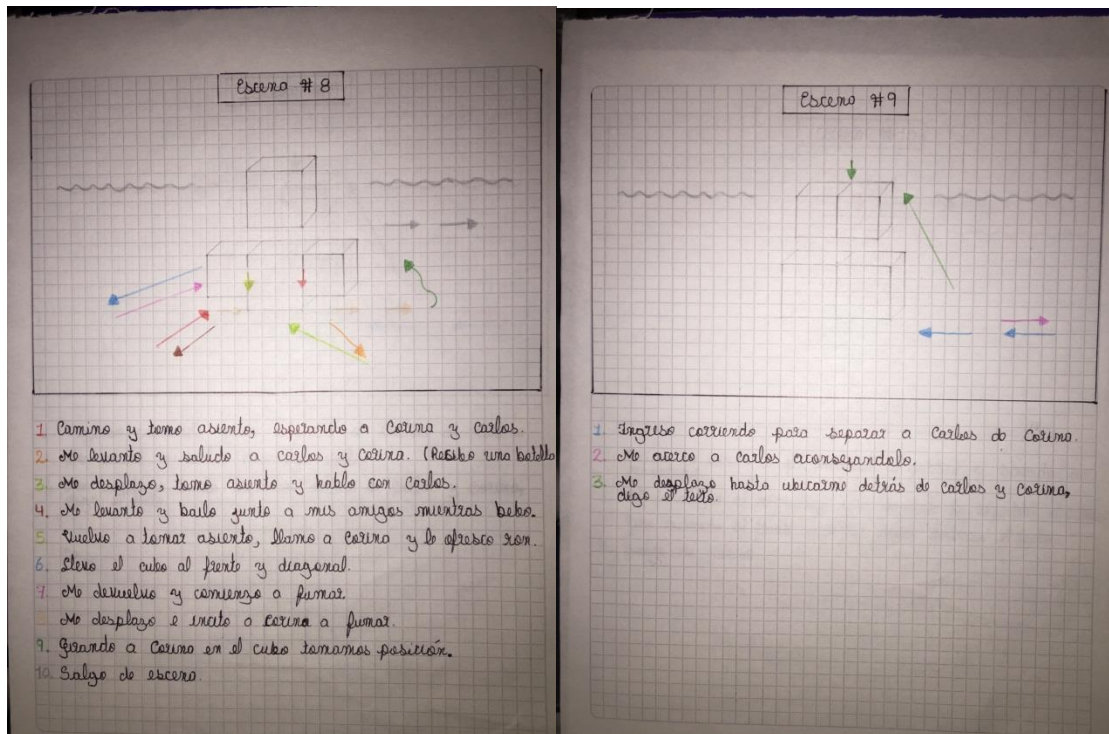 Escena # 8
1 Camino y tomo asiento, esperando a Corina y Carlos.
2. Me levanto y saludo a carlos y Corina. (Recibo una botella
3. Me desplazo, tomo asiento y hablo con Carlos.
4. Me levanto y bailo junto a mis amigos mientras bebo.
5. Vuelvo a tomar asiento, llamo a Corina y le ofresco ron.
6. Llevo el cubo al frente y diagonal.
7. Me devuelvo y comienzo a fumar.
Me desplazo e incito a corina a fumar.
9. Girando a Corina en el cubo tomamos posición.
10. Salgo de escena.
Escena #9
1. Ingreso corriendo para separar a Carlos de Corina.
2. Me acerco a carlos aconsejandolo.
3. Me desplazo hasta ubicarme detrás de carlos y corina,
digo el texto.